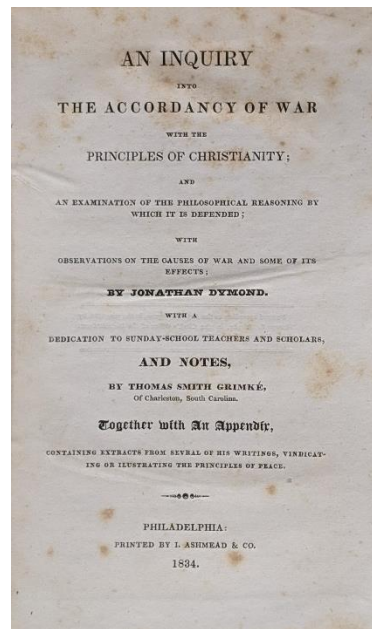 AN INQUIRY
INTO
THE ACCORDANCY OF WAR
WITH THE
PRINCIPLES OF CHRISTIANITY;
AND
AN EXAMINATION OF THE PHILOSOPHICAL REASONING BY
WHICH IT IS DEFENDED;
WITH
OBSERVATIONS ON THE CAUSES OF WAR AND SOME OF ITS
EFFECTS;
BY JONATHAN DYMOND.
WITH A
DEDICATION TO SUNDAY-SCHOOL TEACHERS AND SCHOLARS,
AND NOTES,
BY THOMAS SMITH GRIMKÉ,
Of Charleston, South Carolina.
Together with An Appendix,
CONTAINING EXTRACTS FROM SEVRAL OF HIS WRITINGS, VINDICAT-
ING OR ILUSTRATING THE PRINCIPLES OF PEACE.
PHILADELPHIA:
PRINTED BY I. ASHMEAD & CO.
1834.